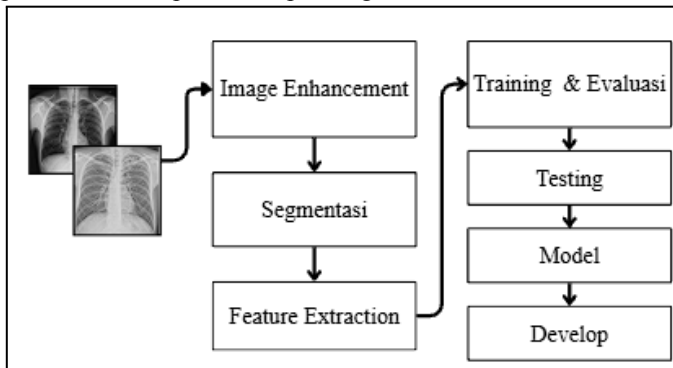 Image Enhancement
Segmentasi
Feature Extraction
Training & Evaluasi
Testing
Model
Develop